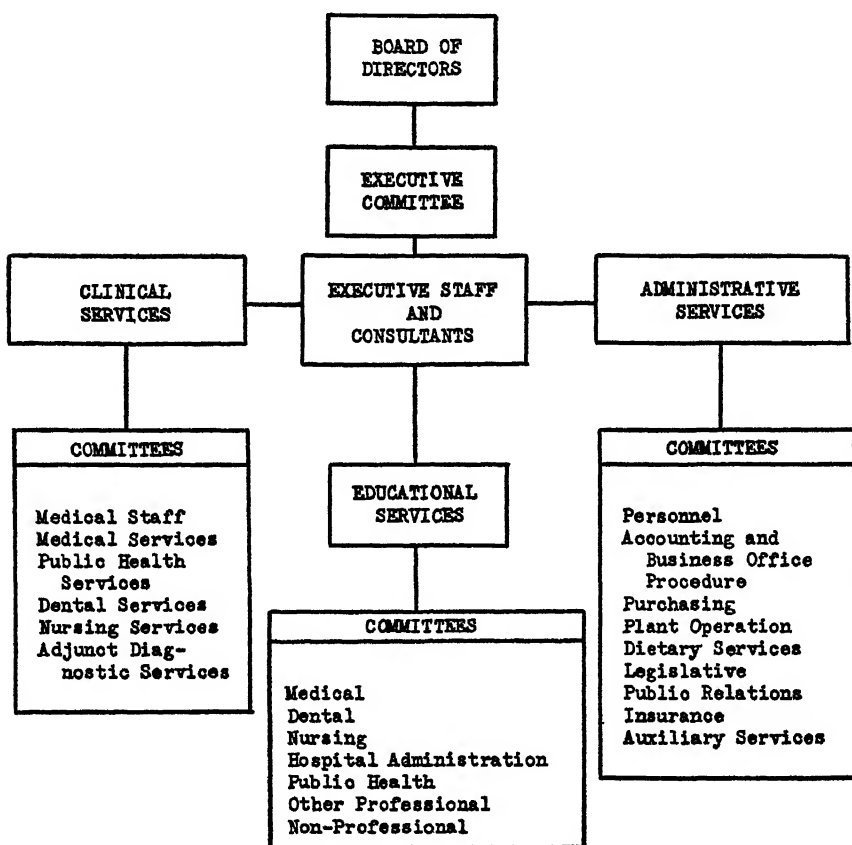 BOARD OF
DIRECTORS
EXECUTIVE
COMMITTEE
CLINICAL
SERVICES
EXECUTIVE STAFF
AND
CONSULTANTS
ADMINISTRATIVE
SERVICES
COMMITTEES
Medical Staff
Medical Services
Public Health
Services
Dental Services
Nursing Services
Adjunct Diag-
nostic Services
EDUCATIONAL
SERVICES
COMMITTEES
Medical
Dental
Nursing
Hospital Administration
Public Health
Other Professional
Non-Professional
COMMITTEES
Personnel
Accounting and
Business Office
Procedure
Purchasing
Plant Operation
Dietary Services
Legislative
Public Relations
Insurance
Auxiliary Services